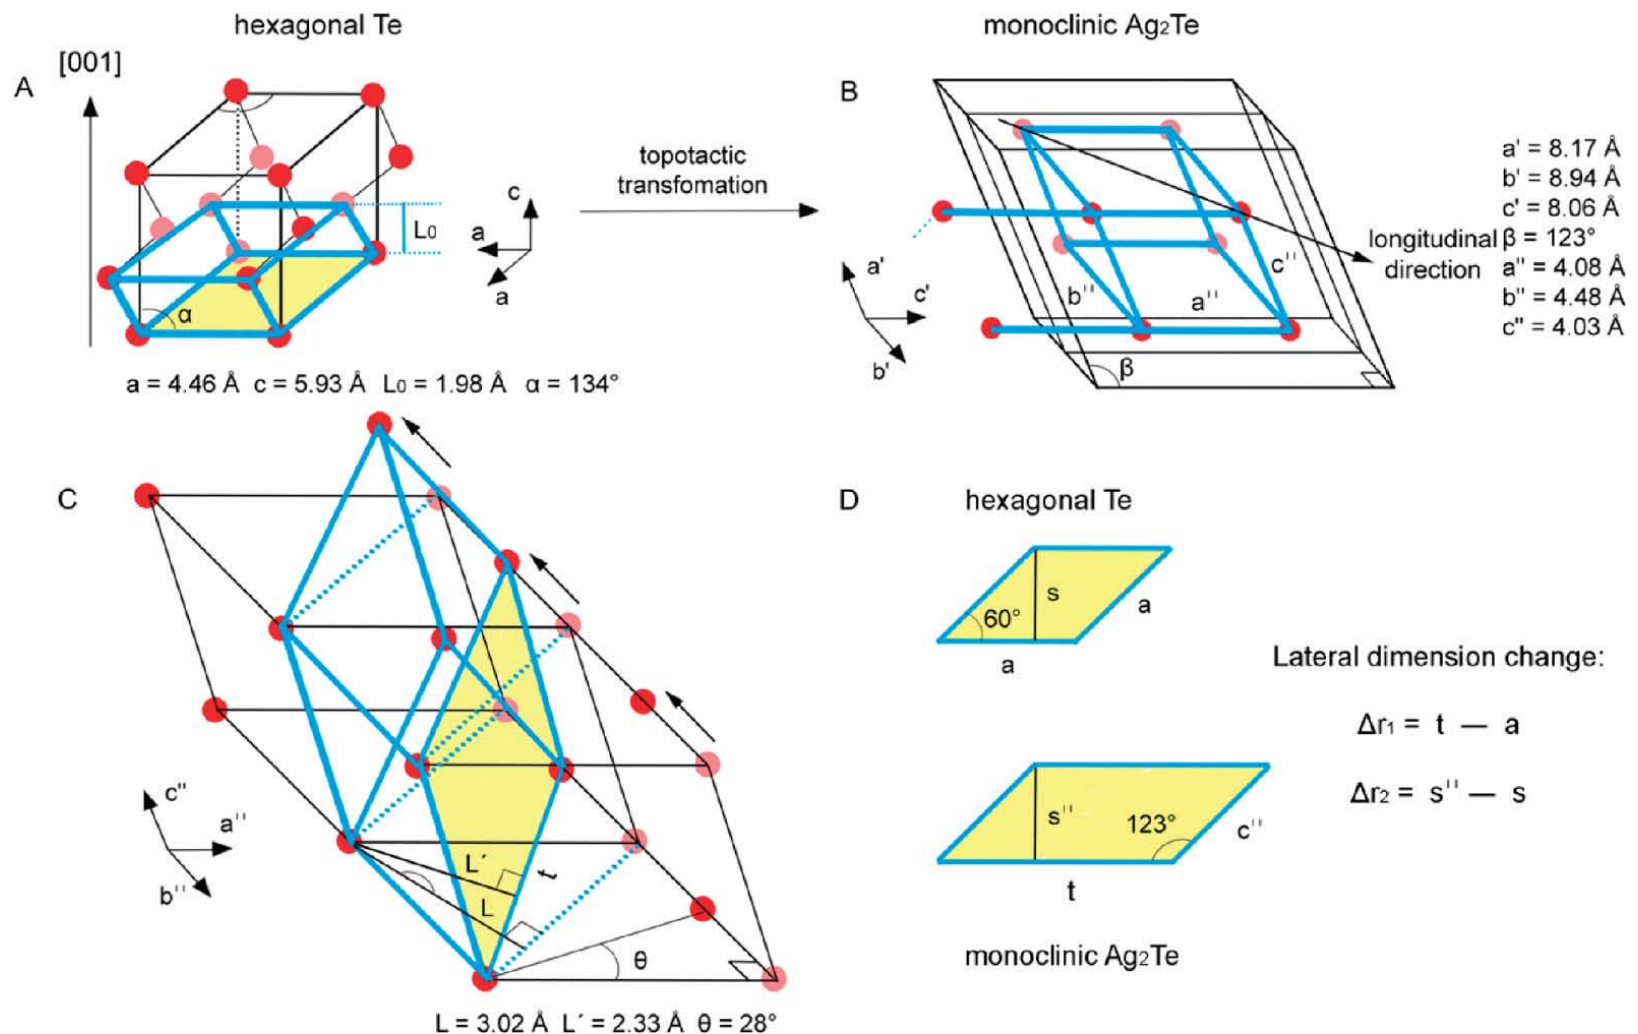 hexagonal Te
monoclinic Ag₂Te
[001]
A
B
topotactic
transfomation
L₀
c
a
a
α
a = 4.46 Å c = 5.93 Å L₀ = 1.98 Å α = 134°
a' = 8.17 Å
b' = 8.94 Å
c' = 8.06 Å
β = 123°
a'' = 4.08 Å
b'' = 4.48 Å
c'' = 4.03 Å
longitudinal
direction
c''
b''
a''
a'
c'
b'
β
C
c''
a''
b''
L´
L
t
θ
L = 3.02 Å L´ = 2.33 Å θ = 28°
D
hexagonal Te
60°
s
a
a
Lateral dimension change:
Δr₁ = t — a
Δr₂ = s'' — s
s''
123°
c''
t
monoclinic Ag₂Te